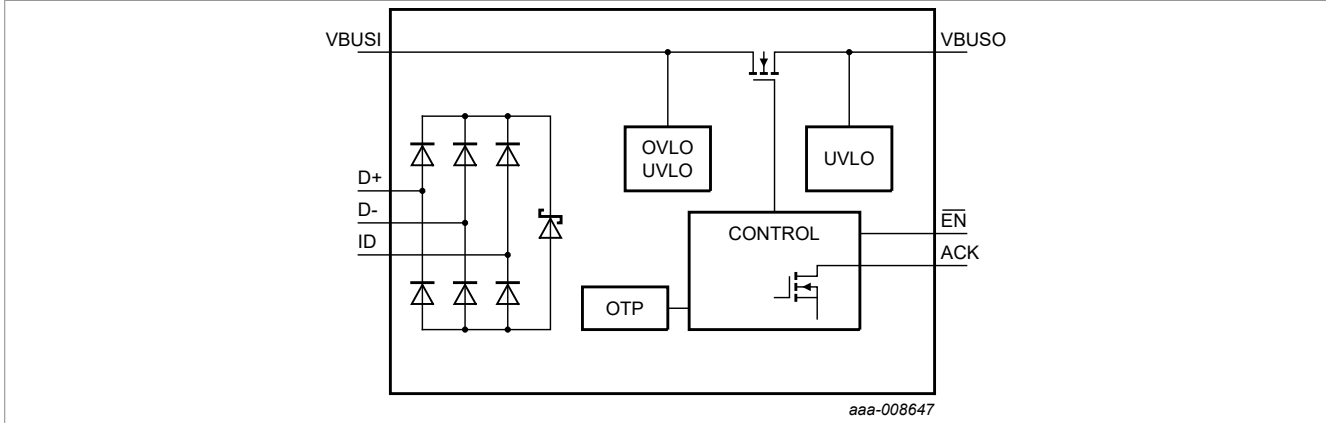 VBUSI
VBUSO
OVLO
UVLO
UVLO
D+
D-
ID
CONTROL
EN
ACK
OTP
aaa-008647